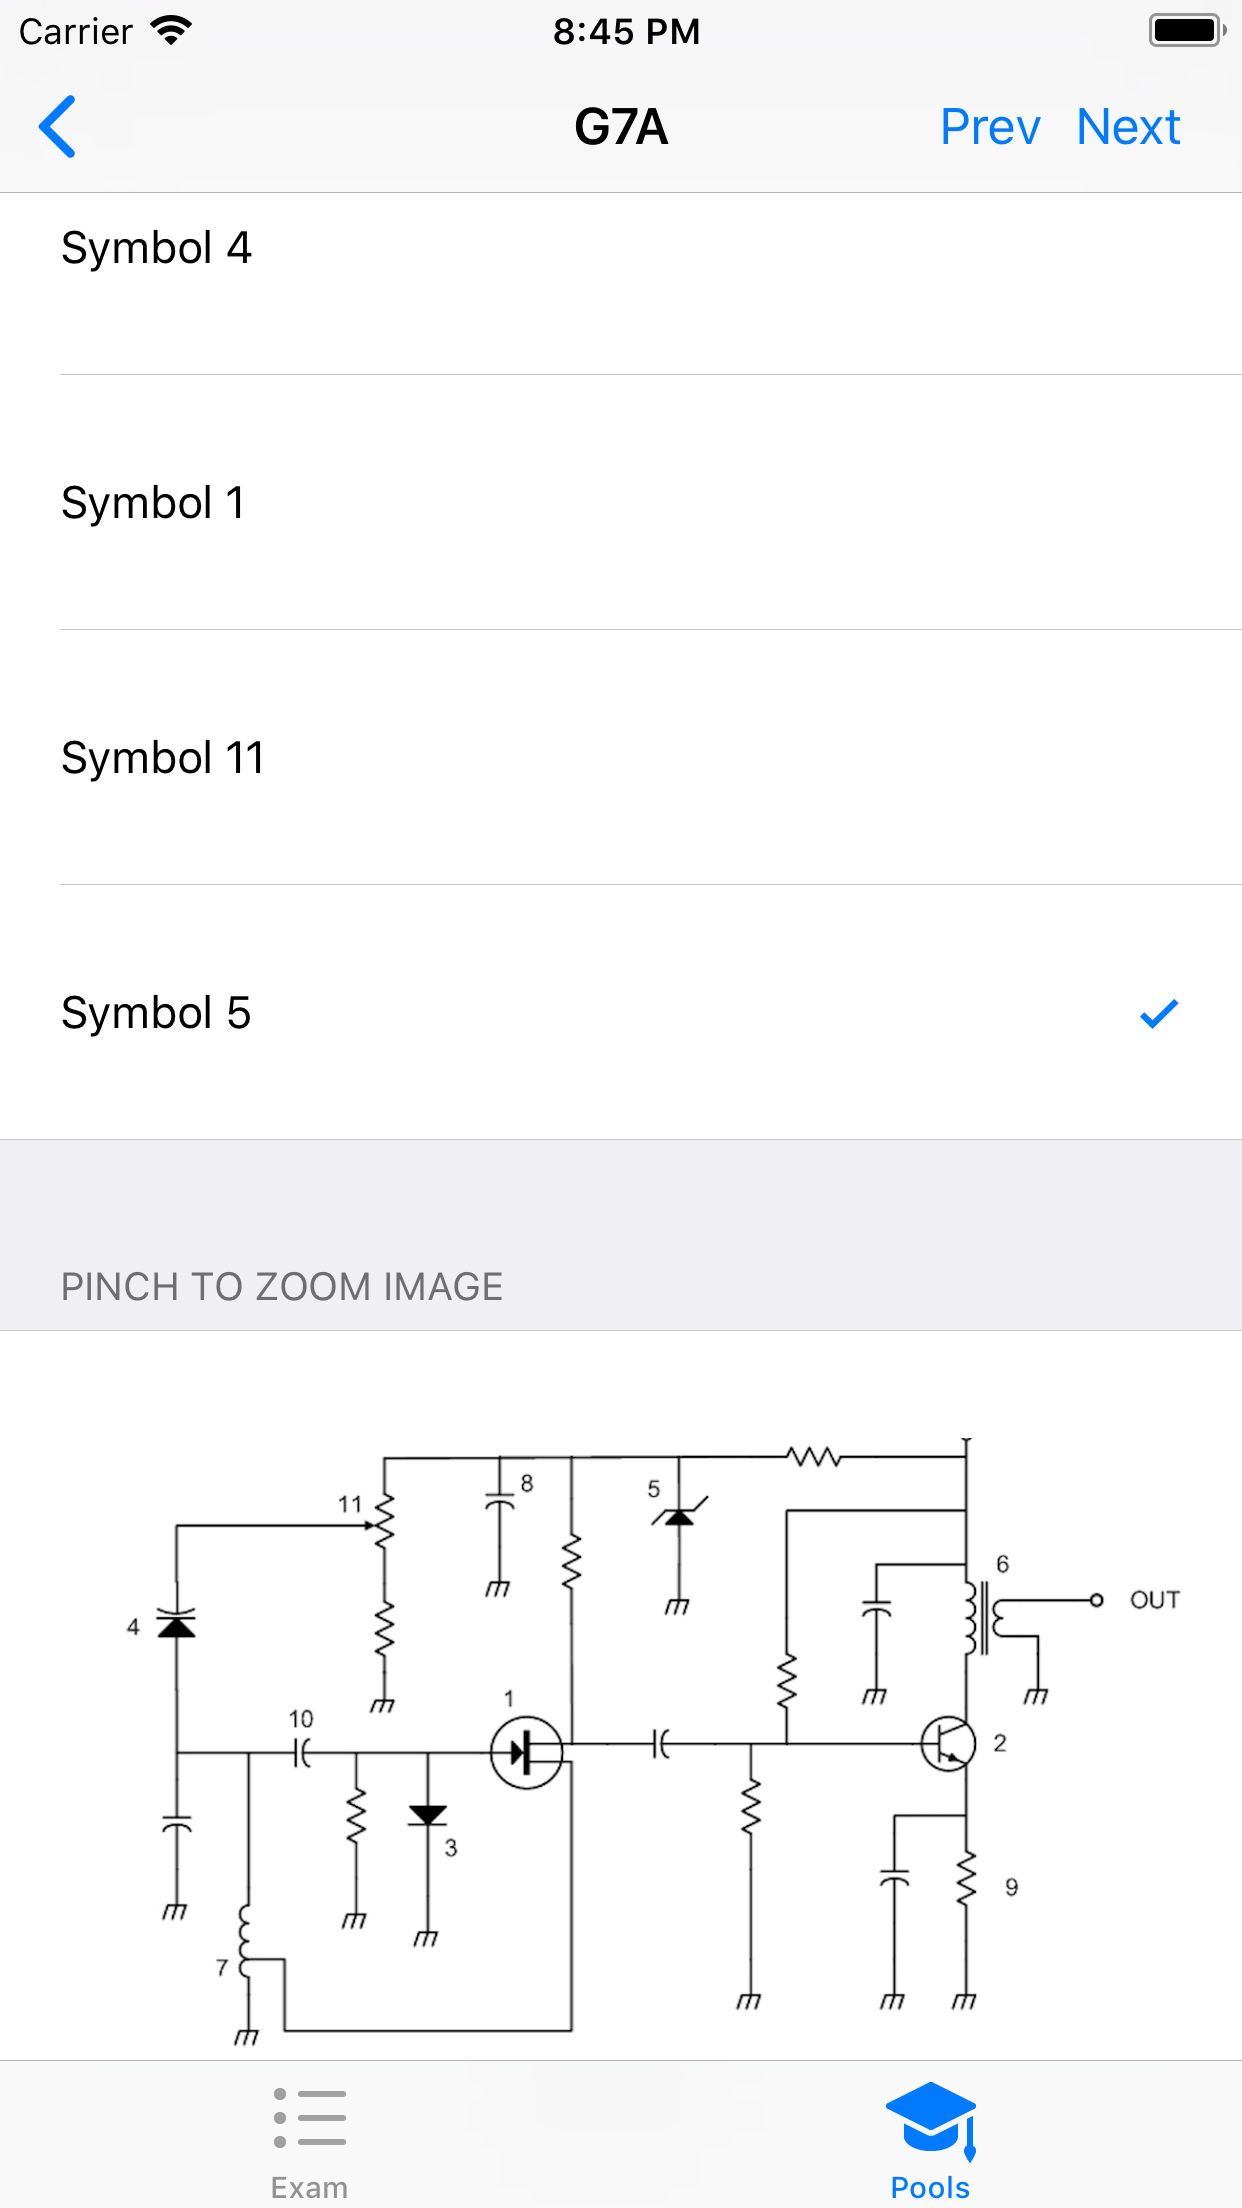 Carrier 8:45 PM
G7A Prev Next
Symbol 4
Symbol 1
Symbol 11
Symbol 5
PINCH TO ZOOM IMAGE
8
5
11
6
OUT
4
1
10
2
3
9
7
Exam Pools